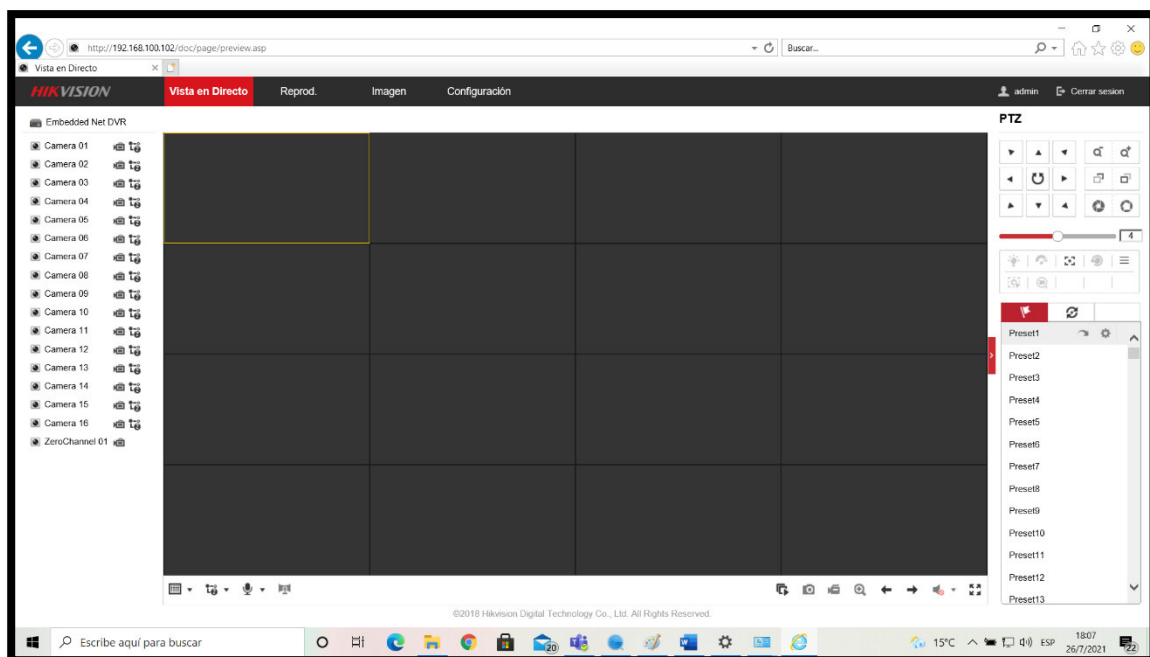 http://192.168.100.102/doc/page/preview.asp
Buscar...
Vista en Directo
HIKVISION
Vista en Directo
Reprod.
Imagen
Configuración
admin
Cerrar sesion
Embedded Net DVR
Camera 01
Camera 02
Camera 03
Camera 04
Camera 05
Camera 06
Camera 07
Camera 08
Camera 09
Camera 10
Camera 11
Camera 12
Camera 13
Camera 14
Camera 15
Camera 16
ZeroChannel 01
PTZ
4
Preset1
Preset2
Preset3
Preset4
Preset5
Preset6
Preset7
Preset8
Preset9
Preset10
Preset11
Preset12
Preset13
©2018 Hikvision Digital Technology Co., Ltd. All Rights Reserved.
Escribe aquí para buscar
20
15°C
ESP
18:07
26/7/2021
22